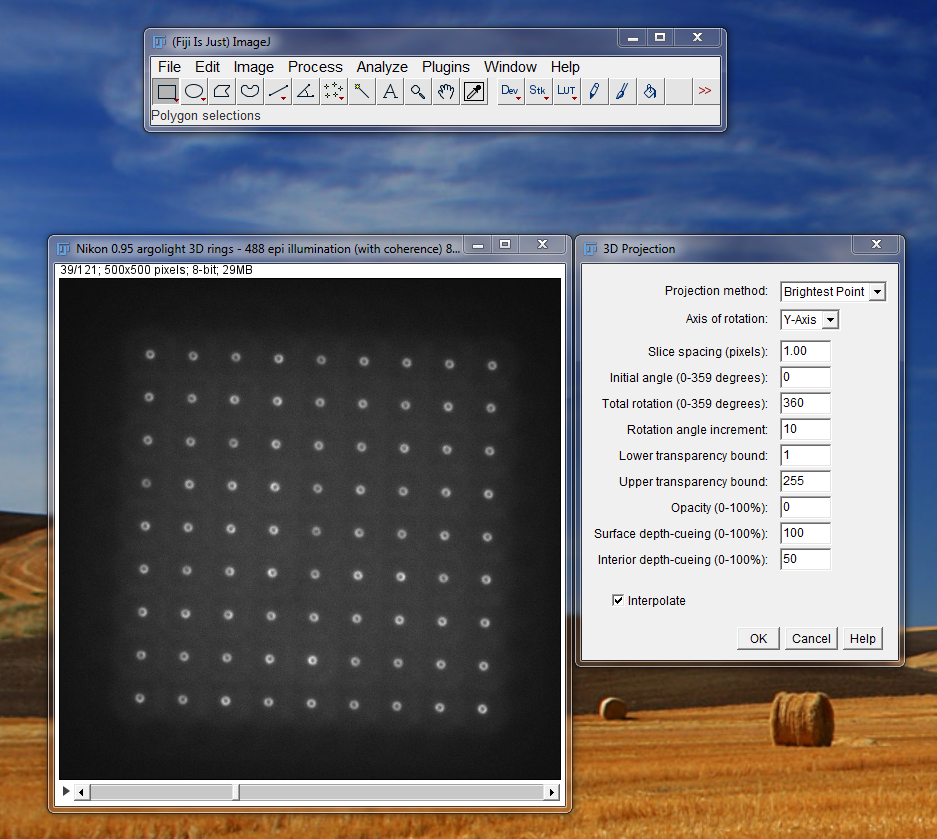 (Fiji Is Just) ImageJ
File Edit Image Process Analyze Plugins Window Help
A Dev Stk LUT >>
Polygon selections
Nikon 0.95 argolight 3D rings - 488 epi illumination (with coherence) 8...
39/121; 500x500 pixels; 8-bit; 29MB
3D Projection
Projection method: Brightest Point
Axis of rotation: Y-Axis
Slice spacing (pixels): 1.00
Initial angle (0-359 degrees): 0
Total rotation (0-359 degrees): 360
Rotation angle increment: 10
Lower transparency bound: 1
Upper transparency bound: 255
Opacity (0-100%): 0
Surface depth-cueing (0-100%): 100
Interior depth-cueing (0-100%): 50
Interpolate
OK Cancel Help